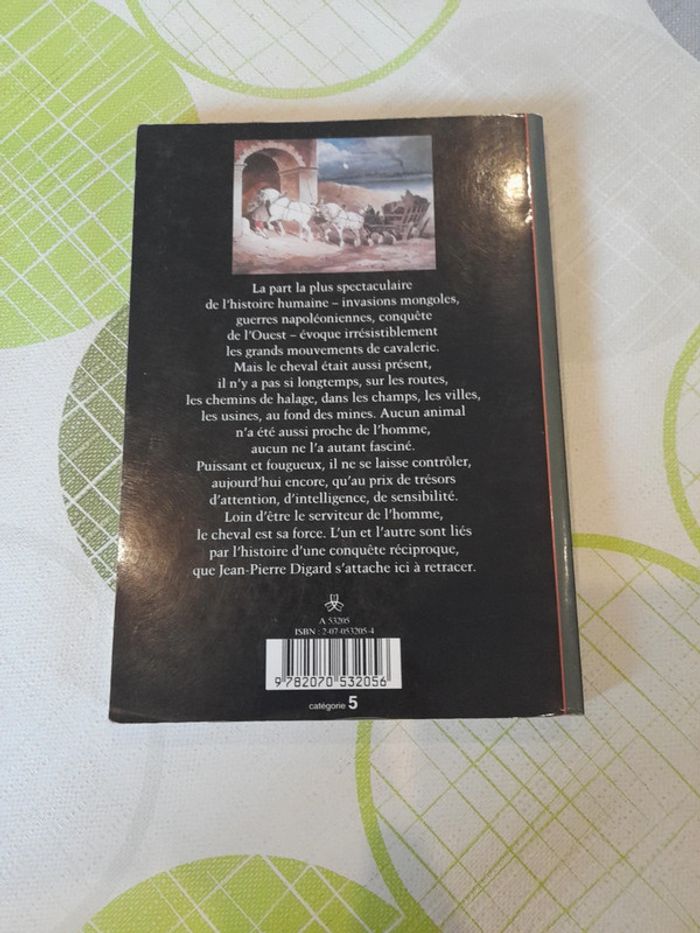 La part la plus spectaculaire
de l'histoire humaine – invasions mongoles,
guerres napoléoniennes, conquête
de l'Ouest – évoque irrésistiblement
les grands mouvements de cavalerie.
Mais le cheval était aussi présent,
il n'y a pas si longtemps, sur les routes,
les chemins de halage, dans les champs, les villes,
les usines, au fond des mines. Aucun animal
n'a été aussi proche de l'homme,
aucun ne l'a autant fasciné.
Puissant et fougueux, il ne se laisse contrôler,
aujourd'hui encore, qu'au prix de trésors
d'attention, d'intelligence, de sensibilité.
Loin d'être le serviteur de l'homme,
le cheval est sa force. L'un et l'autre sont liés
par l'histoire d'une conquête réciproque,
que Jean-Pierre Digard s'attache ici à retracer.
A 53205
ISBN : 2-07-053205-4
9 782070 532056
catégorie 5